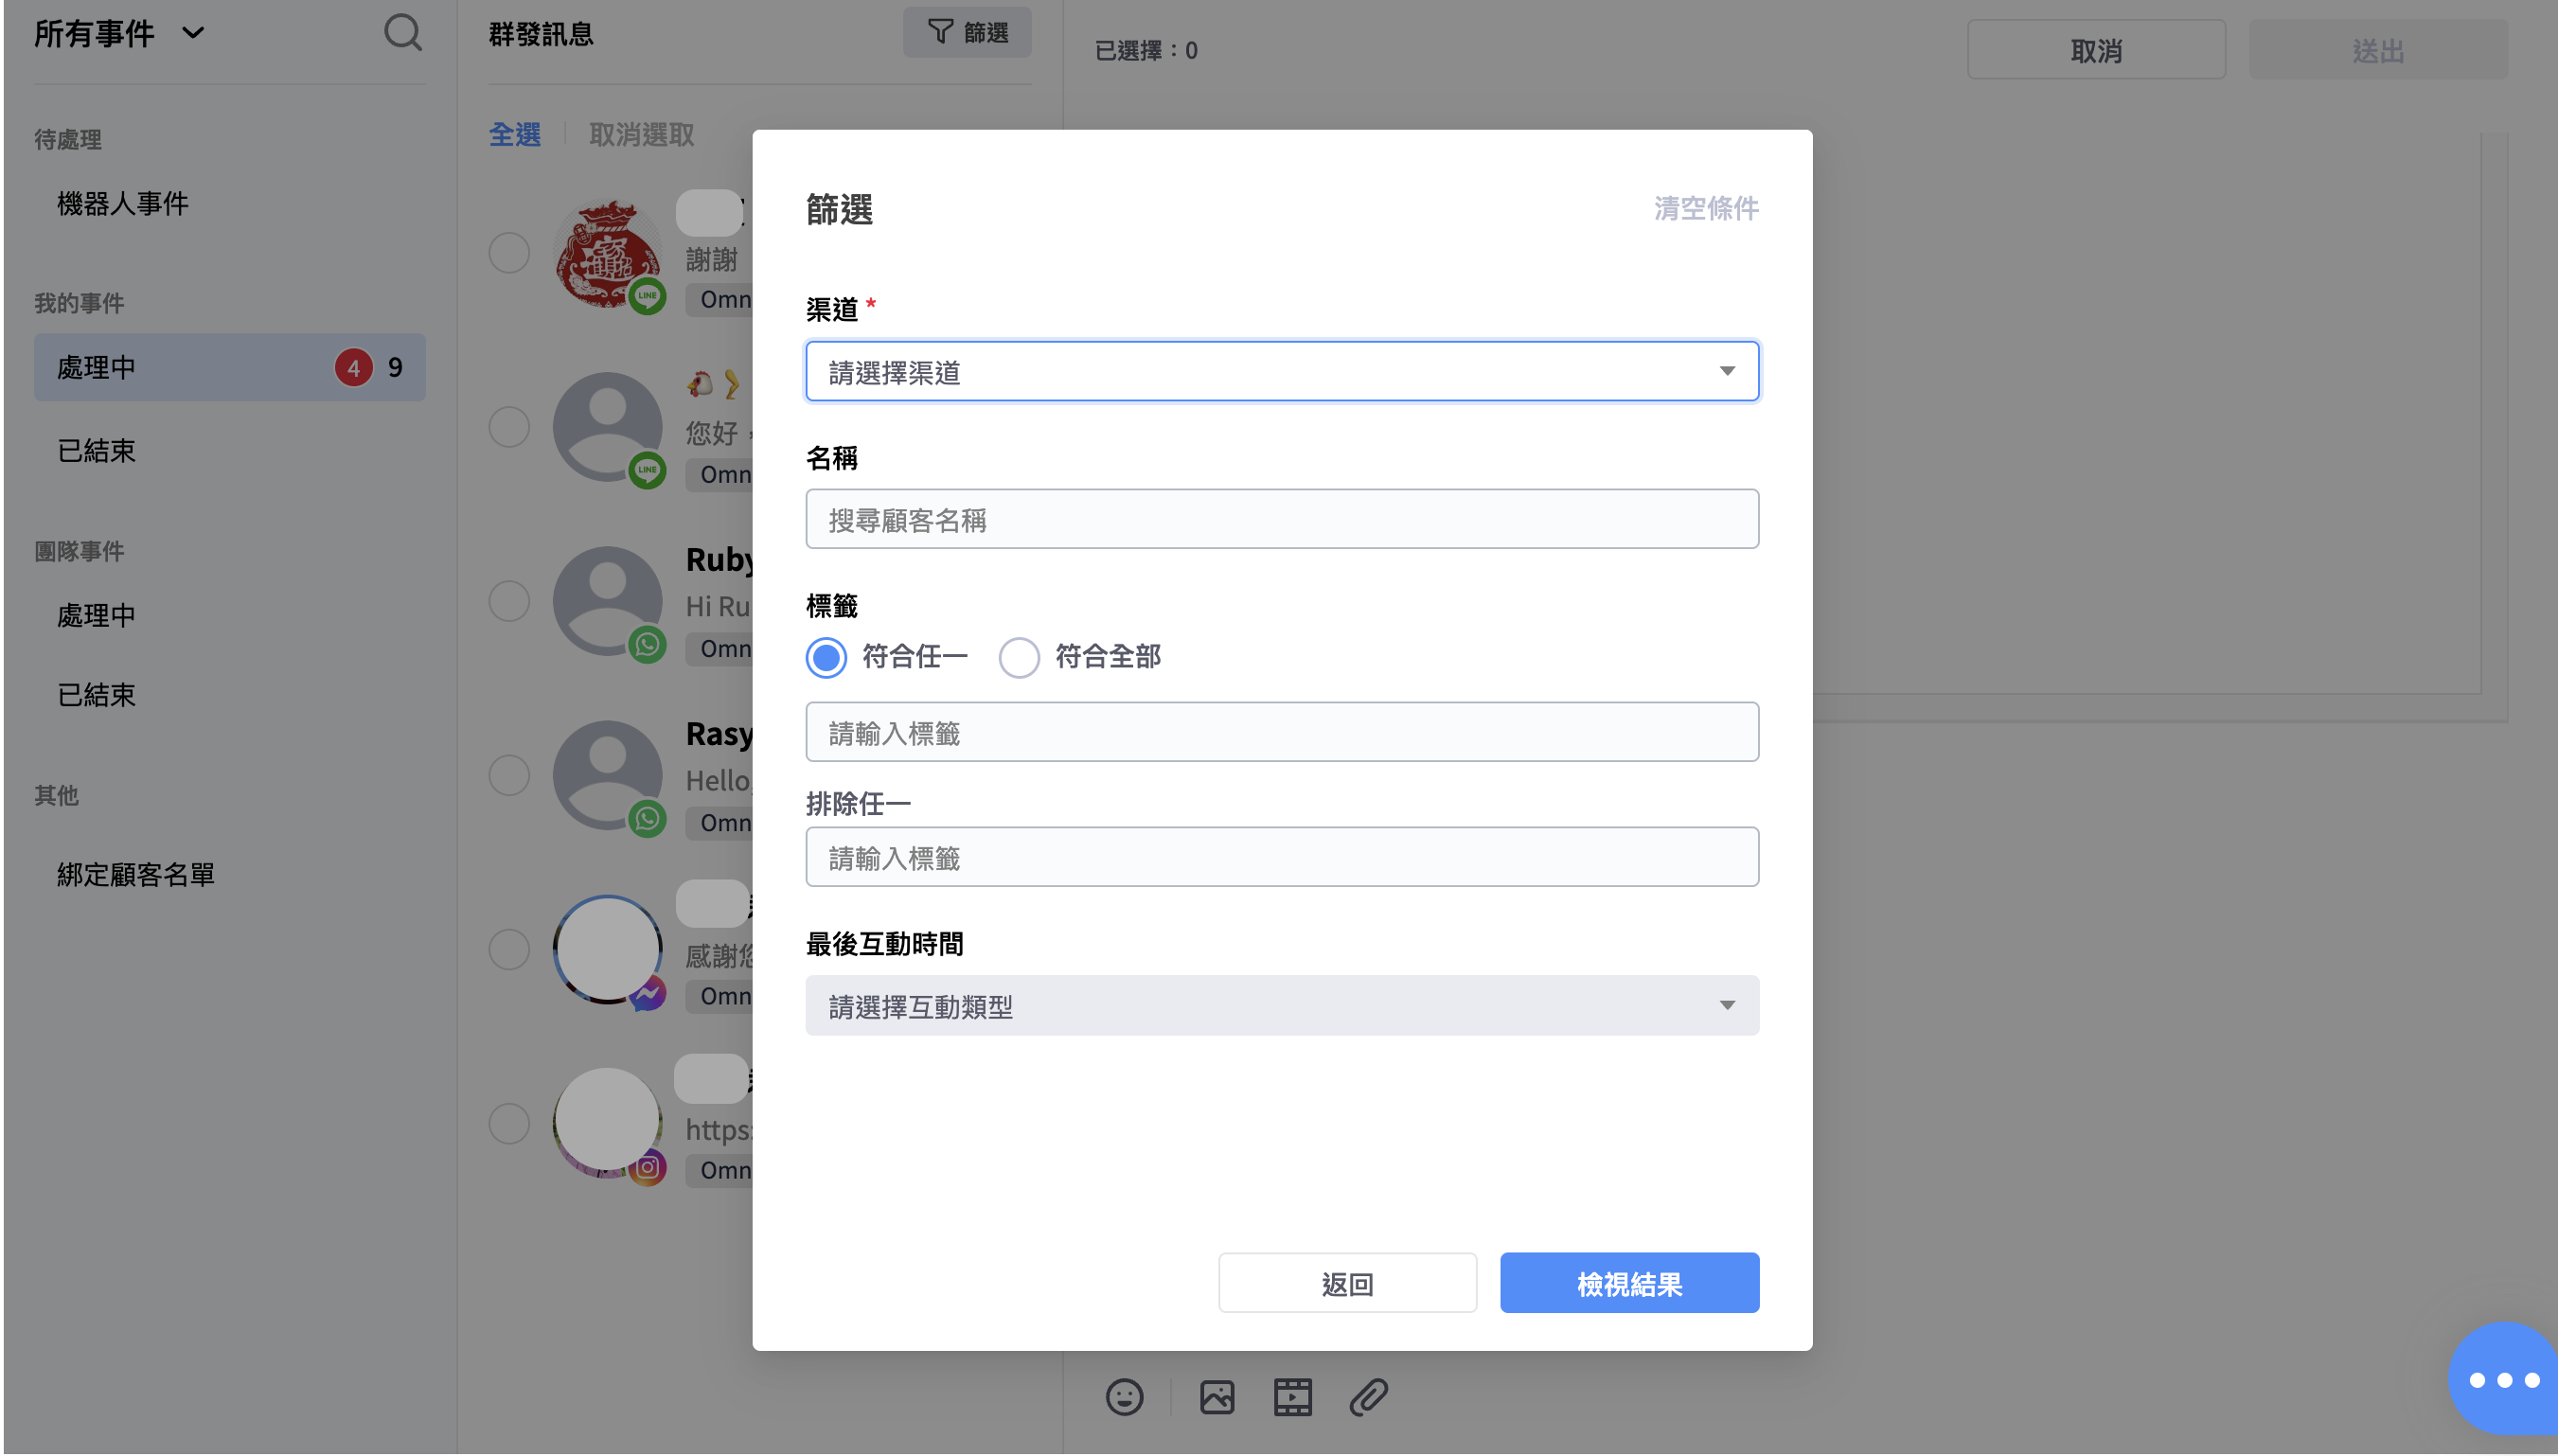 所有事件
待處理
機器人事件
我的事件
處理中 4 9
已結束
團隊事件
處理中
已結束
其他
綁定顧客名單
群發訊息 篩選
全選 取消選取
謝謝
LINE
Omn
您好，
LINE
Omn
Ruby
Hi Ru
Omn
Rasy
Hello,
Omn
感謝您
Omn
https:
Omn
已選擇：0 取消 送出
篩選 清空條件
渠道 *
請選擇渠道
名稱
搜尋顧客名稱
標籤
符合任一 符合全部
請輸入標籤
排除任一
請輸入標籤
最後互動時間
請選擇互動類型
返回 檢視結果